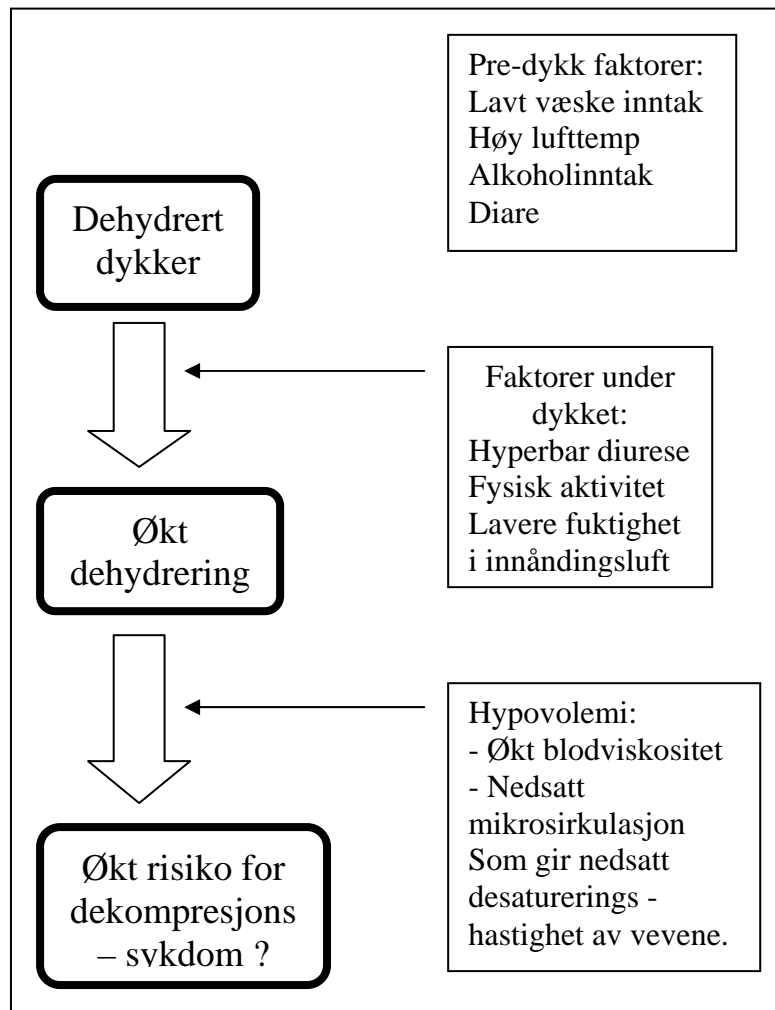 Pre-dykk faktorer:
Lavt væske inntak
Høy lufttemp
Alkoholinntak
Diare
Dehydrert
dykker
Faktorer under
dykket:
Hyperbar diurese
Fysisk aktivitet
Lavere fuktighet
i innåndingsluft
Økt
dehydrering
Hypovolemi:
- Økt blodviskositet
- Nedsatt
mikrosirkulasjon
Som gir nedsatt
desaturerings -
hastighet av vevene.
Økt risiko for
dekompresjons
– sykdom ?